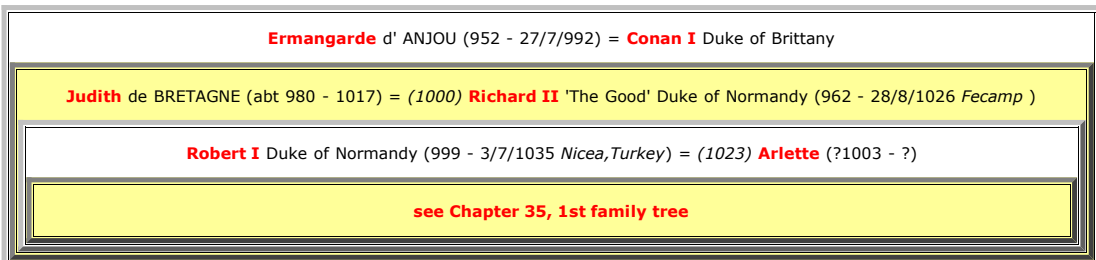 Ermangarde d' ANJOU (952 - 27/7/992) = Conan I Duke of Brittany
Judith de BRETAGNE (abt 980 - 1017) = (1000) Richard II 'The Good' Duke of Normandy (962 - 28/8/1026 Fecamp )
Robert I Duke of Normandy (999 - 3/7/1035 Nicea,Turkey) = (1023) Arlette (?1003 - ?)
see Chapter 35, 1st family tree